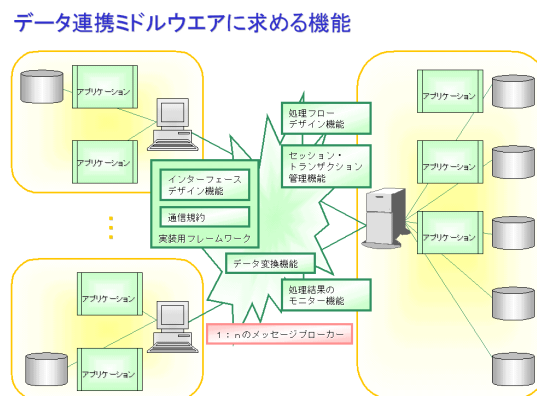 データ連携ミドルウエアに求める機能
アプリケーション
アプリケーション
アプリケーション
アプリケーション
処理フロー
デザイン機能
セッション・
トランザクション
管理機能
インターフェース
デザイン機能
通信規約
実装用フレームワーク
データ変換機能
処理結果の
モニター機能
1:nのメッセージブローカー
アプリケーション
アプリケーション
アプリケーション